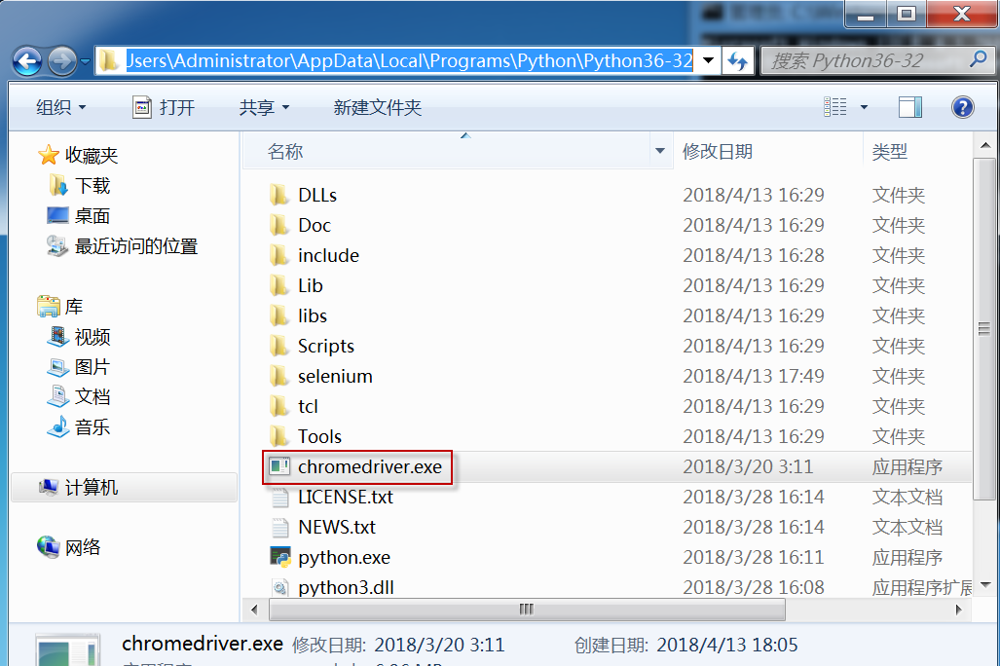 Jsers\Administrator\AppData\Local\Programs\Python\Python36-32
搜索 Python36-32
组织 打开 共享 新建文件夹
收藏夹
下载
桌面
最近访问的位置
库
视频
图片
文档
音乐
计算机
网络
名称 修改日期 类型
DLLs 2018/4/13 16:29 文件夹
Doc 2018/4/13 16:29 文件夹
include 2018/4/13 16:28 文件夹
Lib 2018/4/13 16:29 文件夹
libs 2018/4/13 16:29 文件夹
Scripts 2018/4/13 16:29 文件夹
selenium 2018/4/13 17:49 文件夹
tcl 2018/4/13 16:29 文件夹
Tools 2018/4/13 16:29 文件夹
chromedriver.exe 2018/3/20 3:11 应用程序
LICENSE.txt 2018/3/28 16:14 文本文档
NEWS.txt 2018/3/28 16:14 文本文档
python.exe 2018/3/28 16:11 应用程序
python3.dll 2018/3/28 16:08 应用程序扩展
chromedriver.exe 修改日期: 2018/3/20 3:11 创建日期: 2018/4/13 18:05